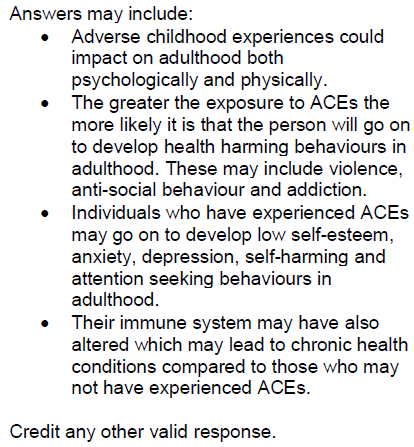 Answers may include:
• Adverse childhood experiences could
impact on adulthood both
psychologically and physically.
• The greater the exposure to ACEs the
more likely it is that the person will go on
to develop health harming behaviours in
adulthood. These may include violence,
anti-social behaviour and addiction.
• Individuals who have experienced ACEs
may go on to develop low self-esteem,
anxiety, depression, self-harming and
attention seeking behaviours in
adulthood.
• Their immune system may have also
altered which may lead to chronic health
conditions compared to those who may
not have experienced ACEs.
Credit any other valid response.